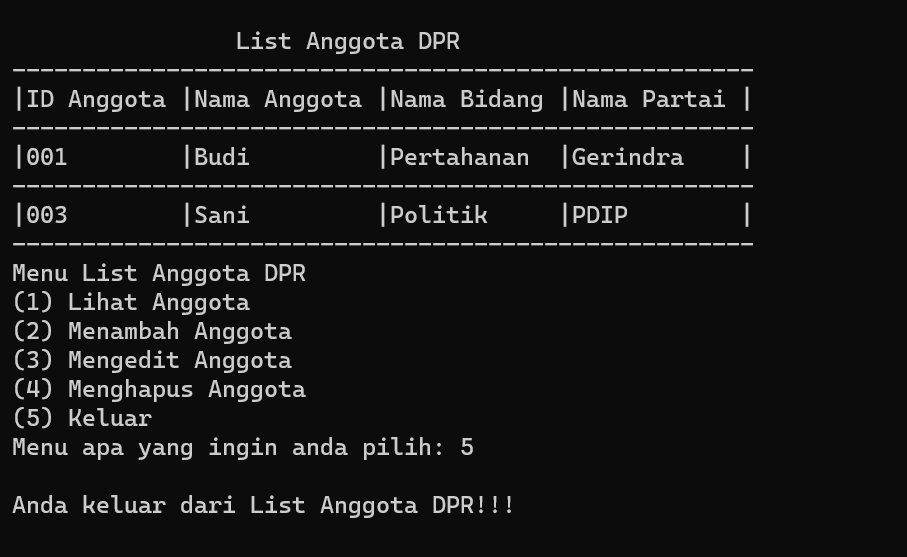 List Anggota DPR
-----------------------------------------------------
|ID Anggota |Nama Anggota |Nama Bidang |Nama Partai |
-----------------------------------------------------
|001        |Budi         |Pertahanan  |Gerindra    |
-----------------------------------------------------
|003        |Sani         |Politik     |PDIP        |
-----------------------------------------------------
Menu List Anggota DPR
(1) Lihat Anggota
(2) Menambah Anggota
(3) Mengedit Anggota
(4) Menghapus Anggota
(5) Keluar
Menu apa yang ingin anda pilih: 5
Anda keluar dari List Anggota DPR!!!